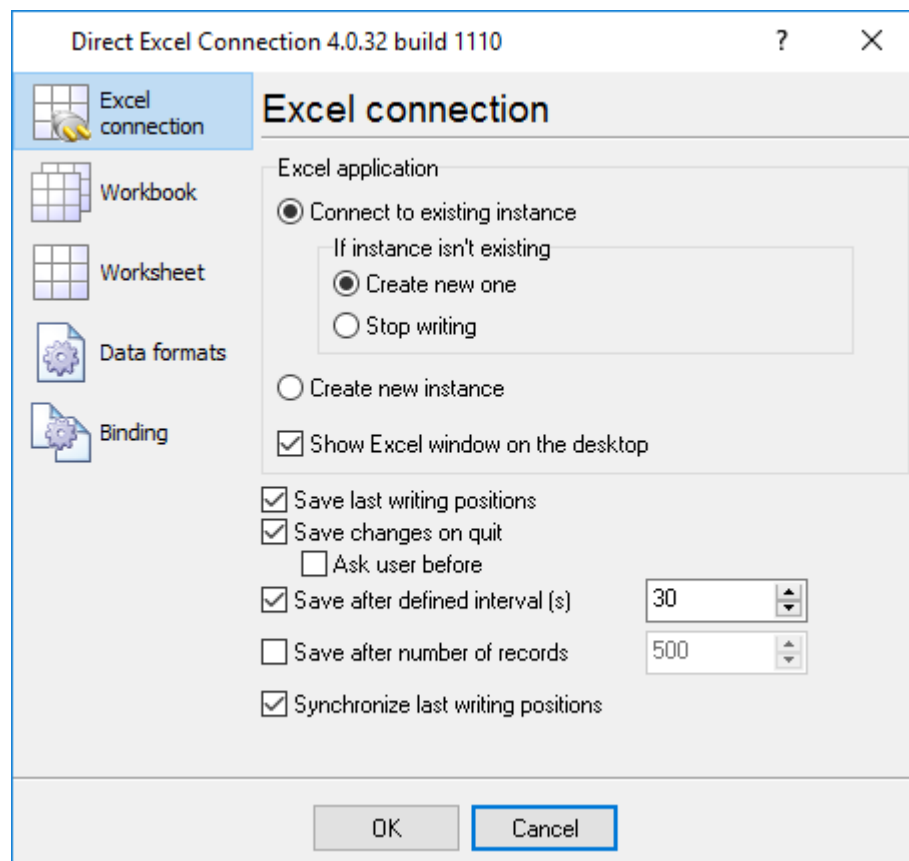 Direct Excel Connection 4.0.32 build 1110 ?
Excel
connection
Workbook
Worksheet
Data formats
Binding
Excel connection
Excel application
Connect to existing instance
If instance isn't existing
Create new one
Stop writing
Create new instance
Show Excel window on the desktop
Save last writing positions
Save changes on quit
Ask user before
Save after defined interval (s) 30
Save after number of records 500
Synchronize last writing positions
OK Cancel